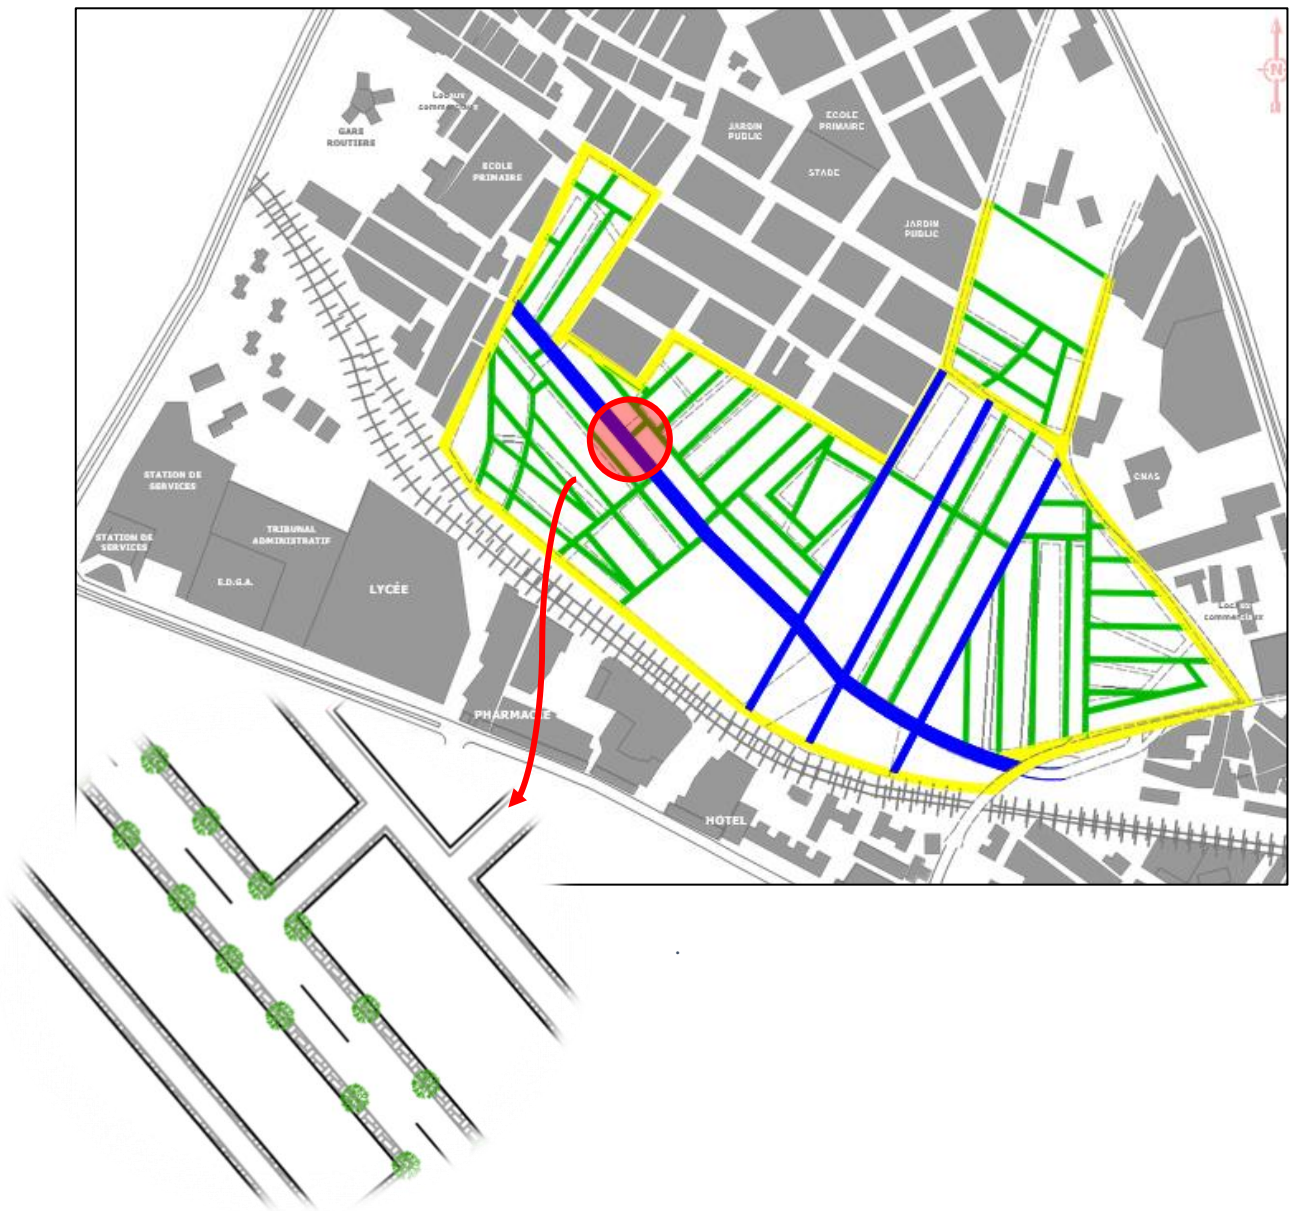 N
Locaux
commerciaux
GARE
ROUTIERE
ECOLE
PRIMAIRE
JARDIN
PUBLIC
ECOLE
PRIMAIRE
STADE
JARDIN
PUBLIC
STATION DE
SERVICES
STATION DE
SERVICES
TRIBUNAL
ADMINISTRATIF
E.D.G.A.
LYCÉE
CNAS
Locaux
commerciaux
PHARMACIE
HOTEL